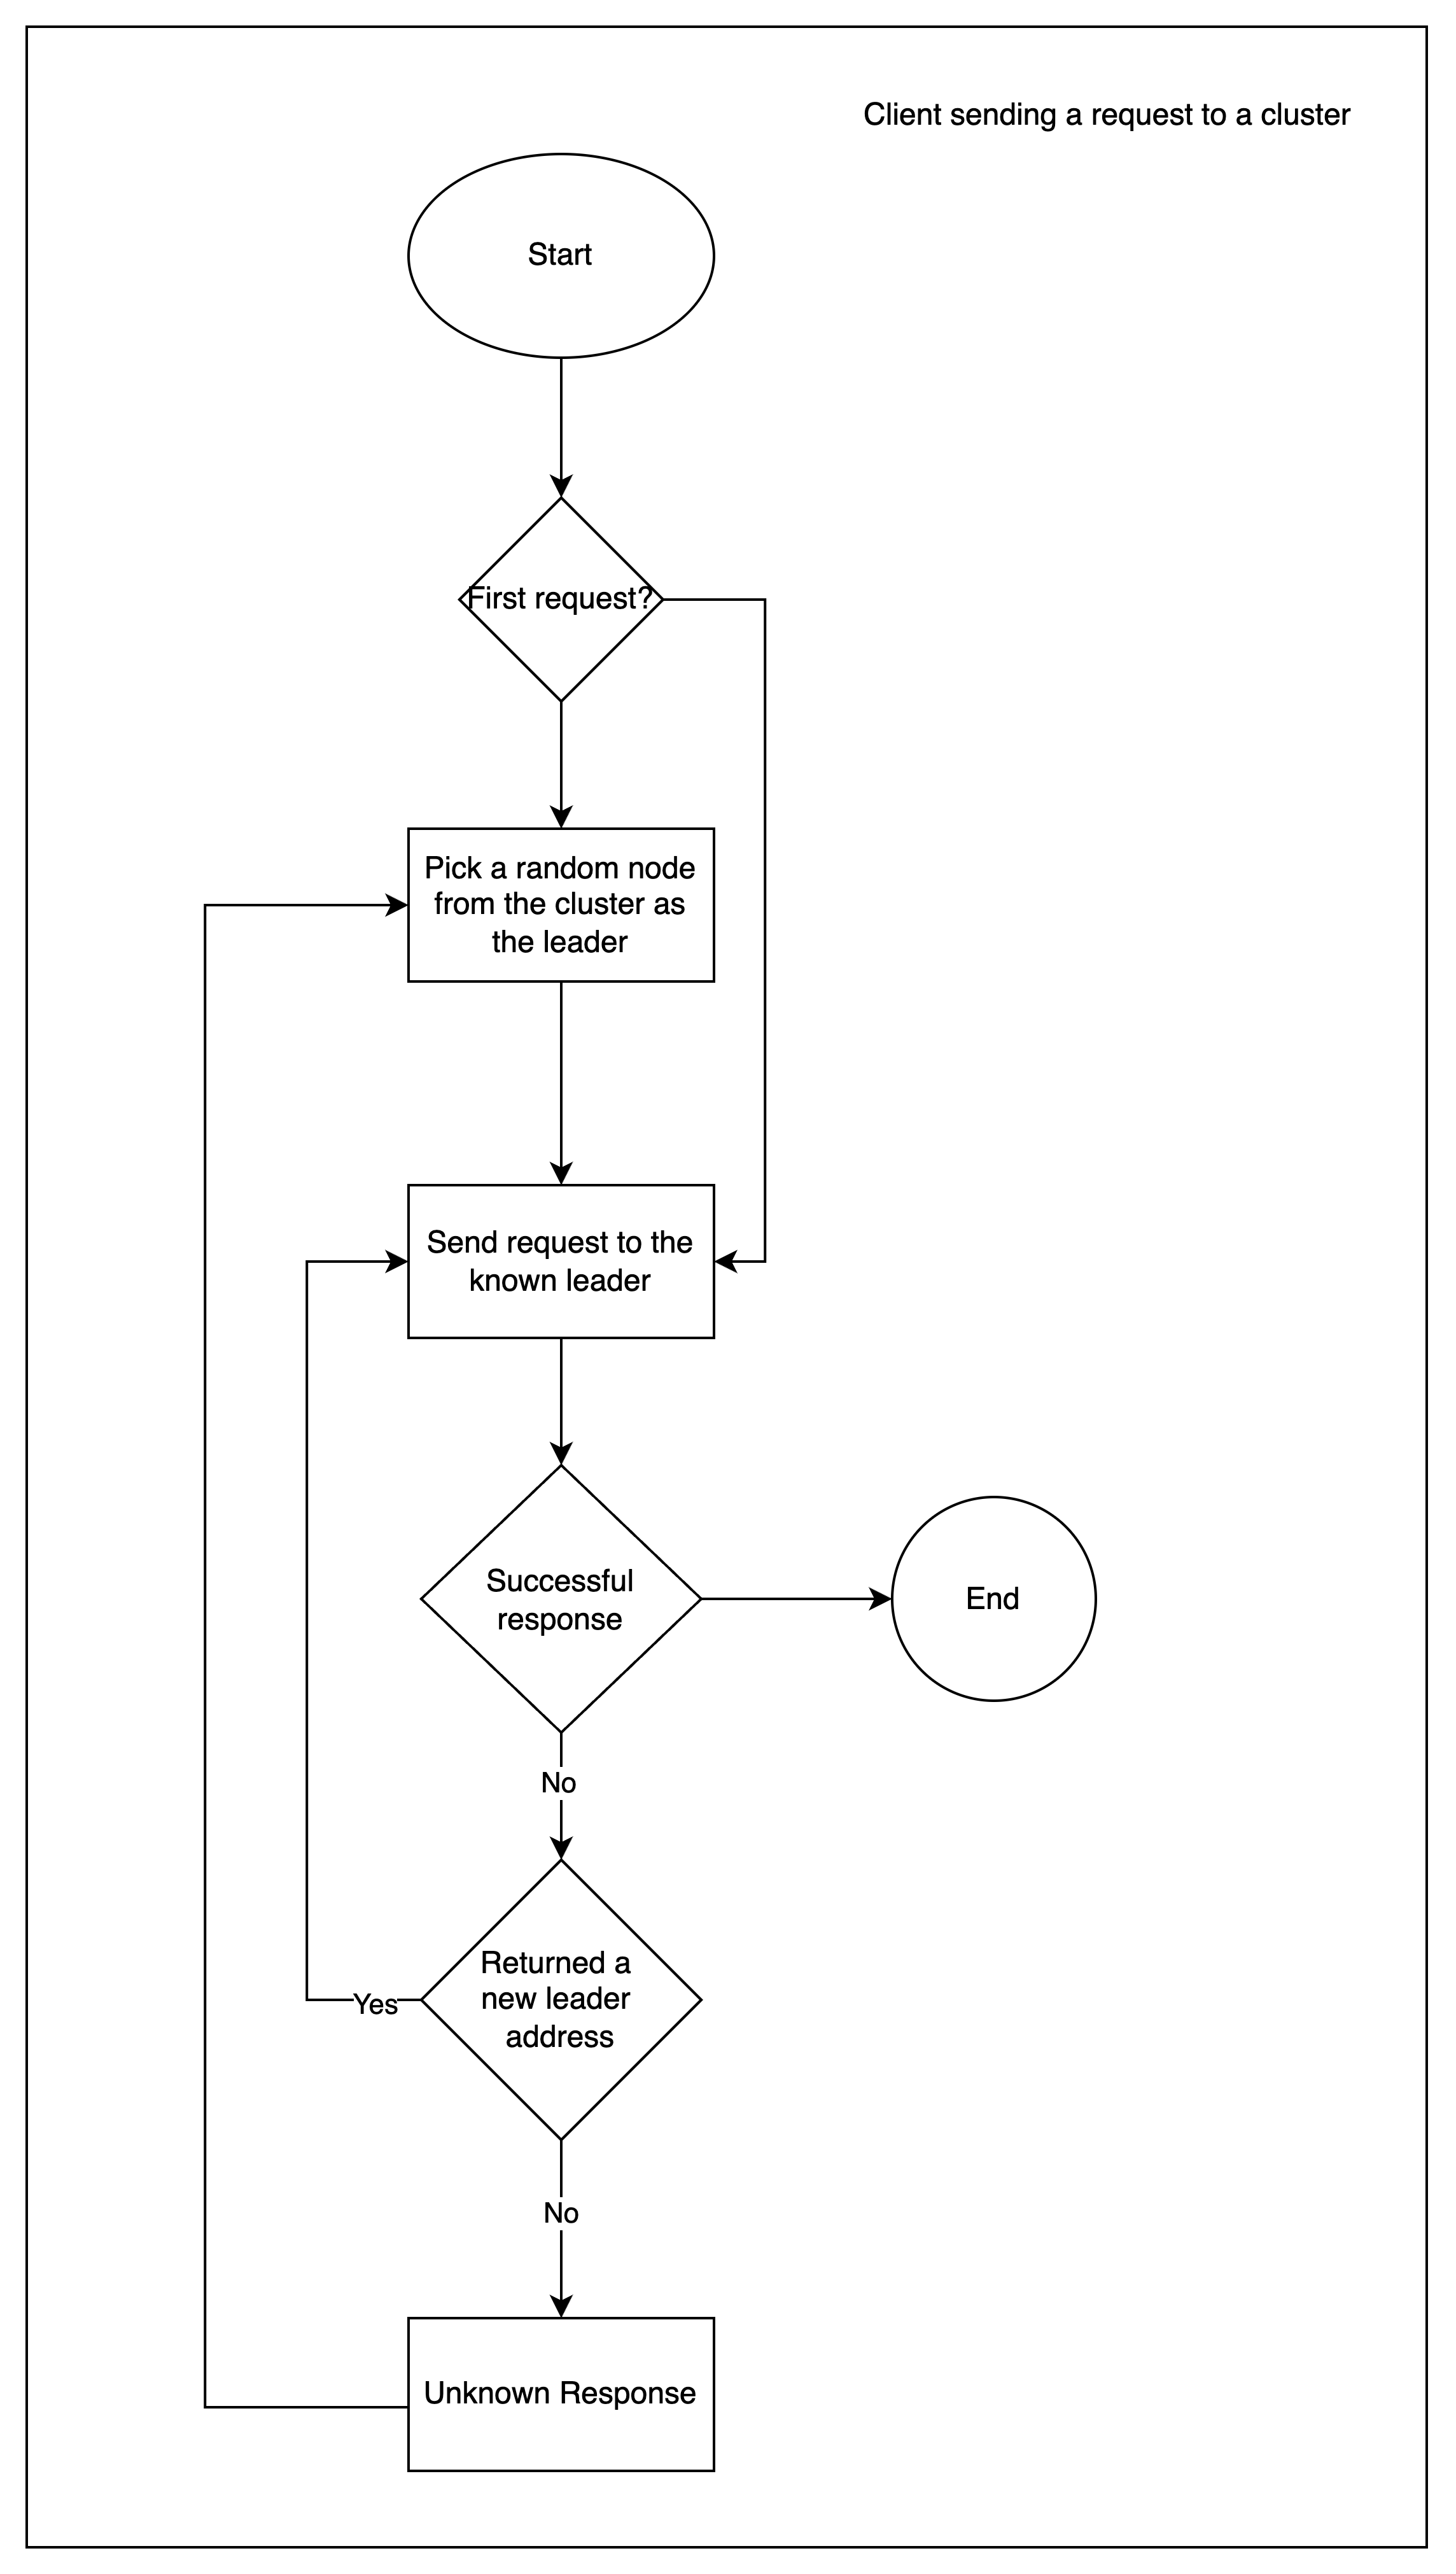 Client sending a request to a cluster
Start
First request?
Pick a random node
from the cluster as
the leader
Send request to the
known leader
Successful
response
End
No
Returned a
new leader
address
Yes
No
Unknown Response